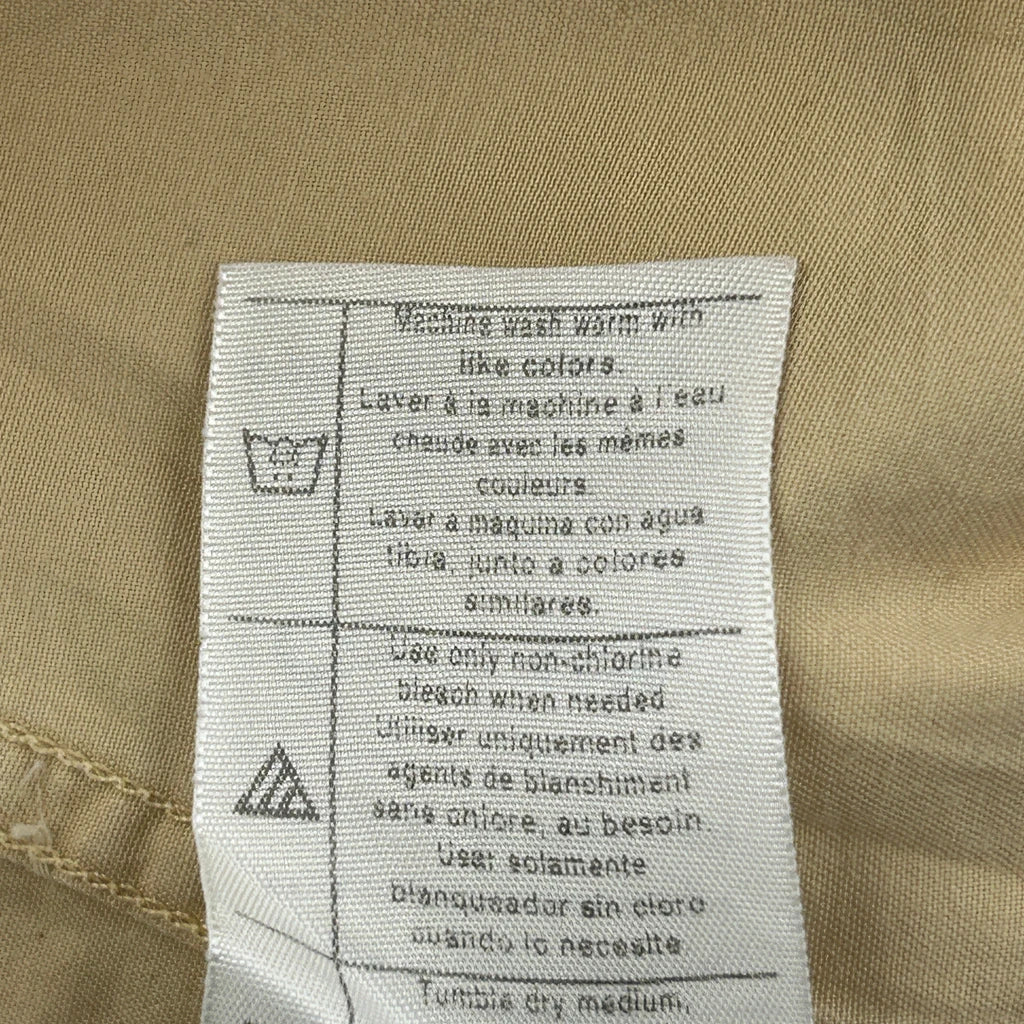 Machine wash warm with
like colors.
Laver à la machine à l'eau
chaude avec les mêmes
couleurs.
Lavar a máquina con agua
tibia, junto a colores
similares.
Use only non-chlorine
bleach when needed
Utiliser uniquement des
agents de blanchiment
sans chlore, au besoin.
Usar solamente
blanqueador sin cloro
cuando lo necesite
Tumble dry medium,